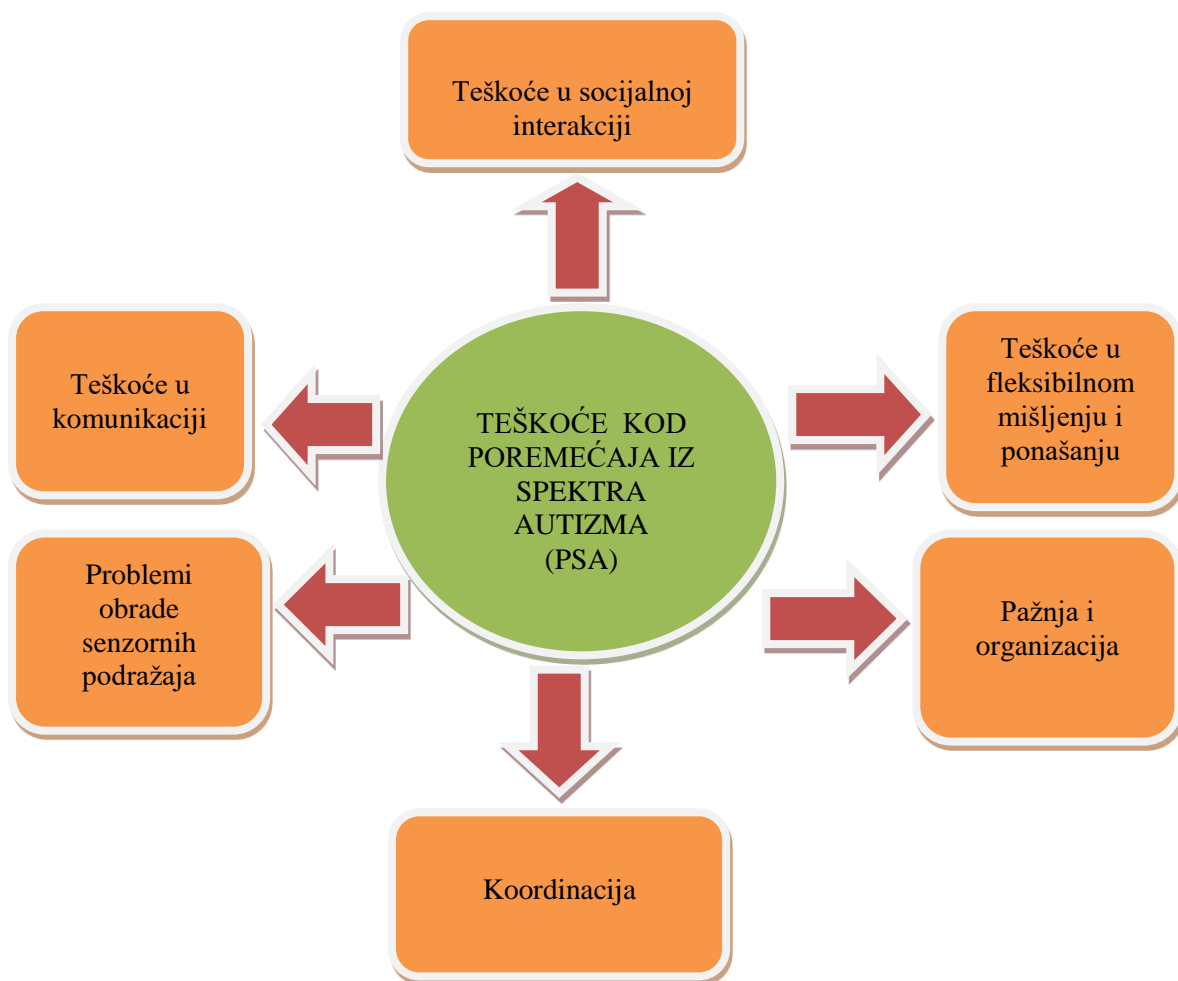 Teškoće u socijalnoj
interakciji
Teškoće u
komunikaciji
TEŠKOĆE KOD
POREMEĆAJA IZ
SPEKTRA
AUTIZMA
(PSA)
Teškoće u
fleksibilnom
mišljenju i
ponašanju
Problemi
obrade
senzornih
podražaja
Pažnja i
organizacija
Koordinacija